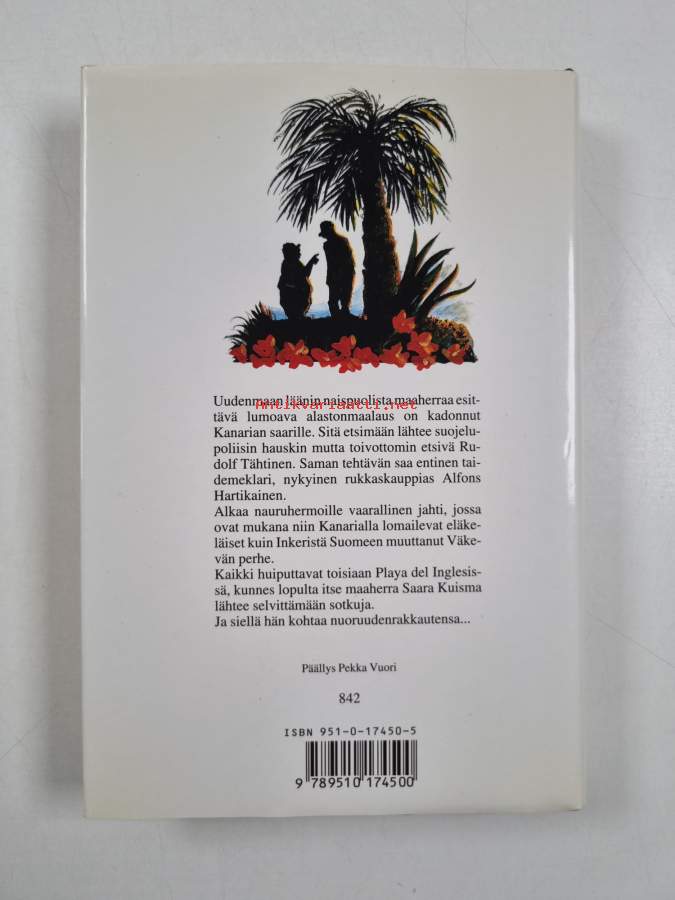 Uudenmaan läänin naispuolista maaherraa esit-
Antikvariaatti.net
tävä lumoava alastonmaalaus on kadonnut
Kanarian saarille. Sitä etsimään lähtee suojelu-
poliisin hauskin mutta toivottomin etsivä Ru-
dolf Tähtinen. Saman tehtävän saa entinen tai-
demeklari, nykyinen rukkaskauppias Alfons
Hartikainen.
Alkaa nauruhermoille vaarallinen jahti, jossa
ovat mukana niin Kanarialla lomailevat eläke-
läiset kuin Inkeristä Suomeen muuttanut Väke-
vän perhe.
Kaikki huiputtavat toisiaan Playa del Inglesis-
sä, kunnes lopulta itse maaherra Saara Kuisma
lähtee selvittämään sotkuja.
Ja siellä hän kohtaa nuoruudenrakkautensa...
Päällys Pekka Vuori
842
ISBN 951-0-17450-5
9 789510 174500